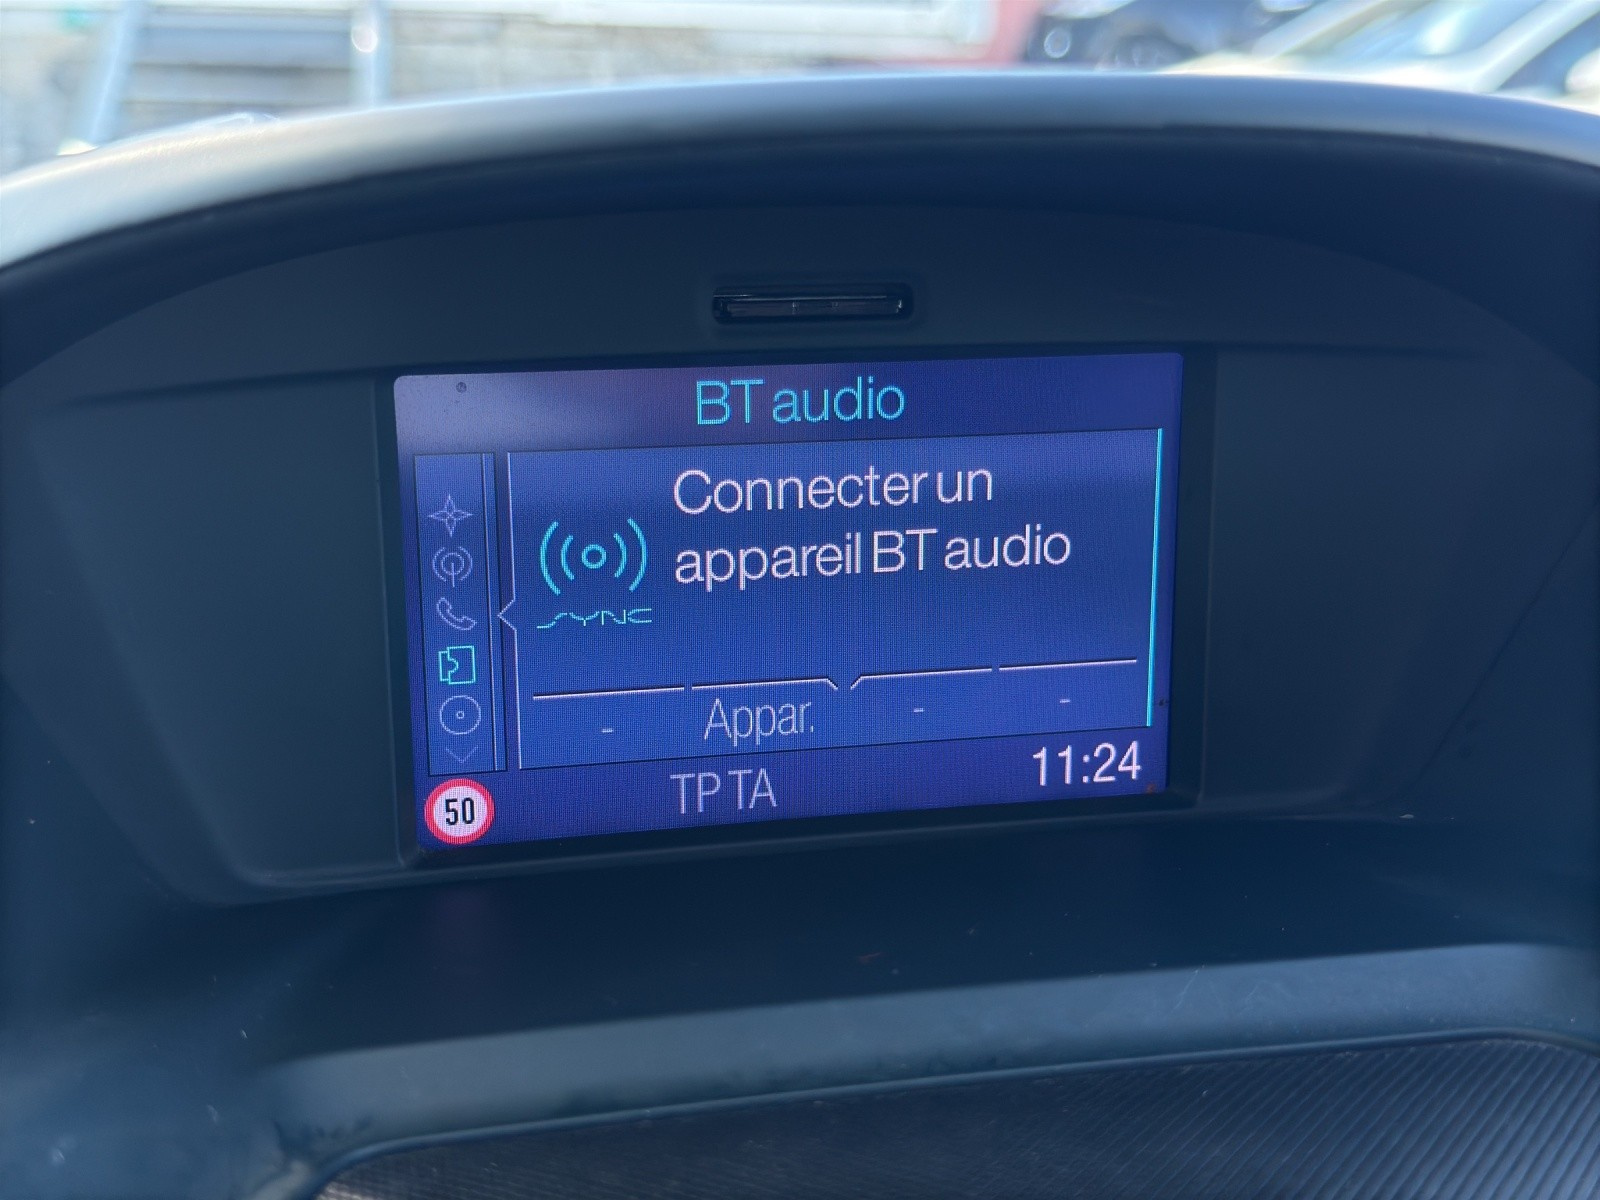 BT audio
Connecter un
appareil BT audio
SYNC
- Appar. - -
TP TA 11:24
50